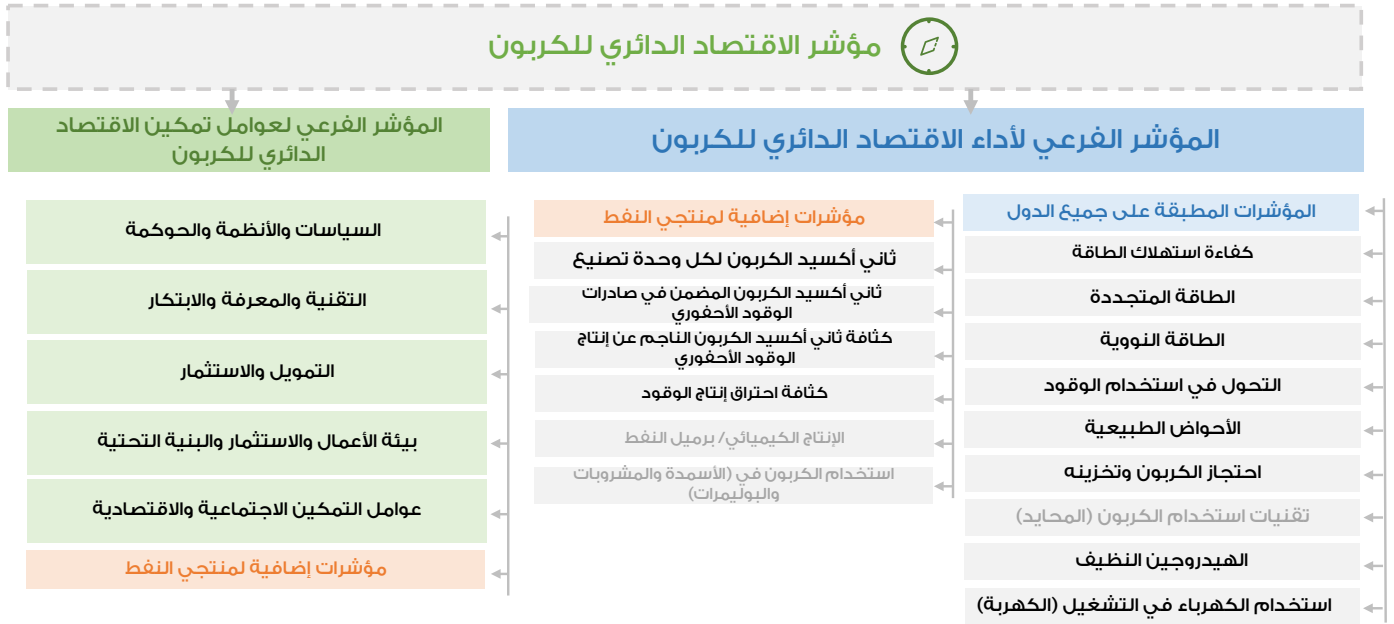 مؤشر الاقتصاد الدائري للكربون
المؤشر الفرعي لأداء الاقتصاد الدائري للكربون
المؤشرات المطبقة على جميع الدول
كفاءة استهلاك الطاقة
الطاقة المتجددة
الطاقة النووية
التحول في استخدام الوقود
الأحواض الطبيعية
احتجاز الكربون وتخزينه
تقنيات استخدام الكربون (المحايد)
الهيدروجين النظيف
استخدام الكهرباء في التشغيل (الكهربة)
مؤشرات إضافية لمنتجي النفط
ثاني أكسيد الكربون لكل وحدة تصنيع
ثاني أكسيد الكربون المضمن في صادرات
الوقود الأحفوري
كثافة ثاني أكسيد الكربون الناجم عن إنتاج
الوقود الأحفوري
كثافة احتراق إنتاج الوقود
الإنتاج الكيميائي/ برميل النفط
استخدام الكربون في (الأسمدة والمشروبات
والبوليمرات)
المؤشر الفرعي لعوامل تمكين الاقتصاد
الدائري للكربون
السياسات والأنظمة والحوكمة
التقنية والمعرفة والابتكار
التمويل والاستثمار
بيئة الأعمال والاستثمار والبنية التحتية
عوامل التمكين الاجتماعية والاقتصادية
مؤشرات إضافية لمنتجي النفط